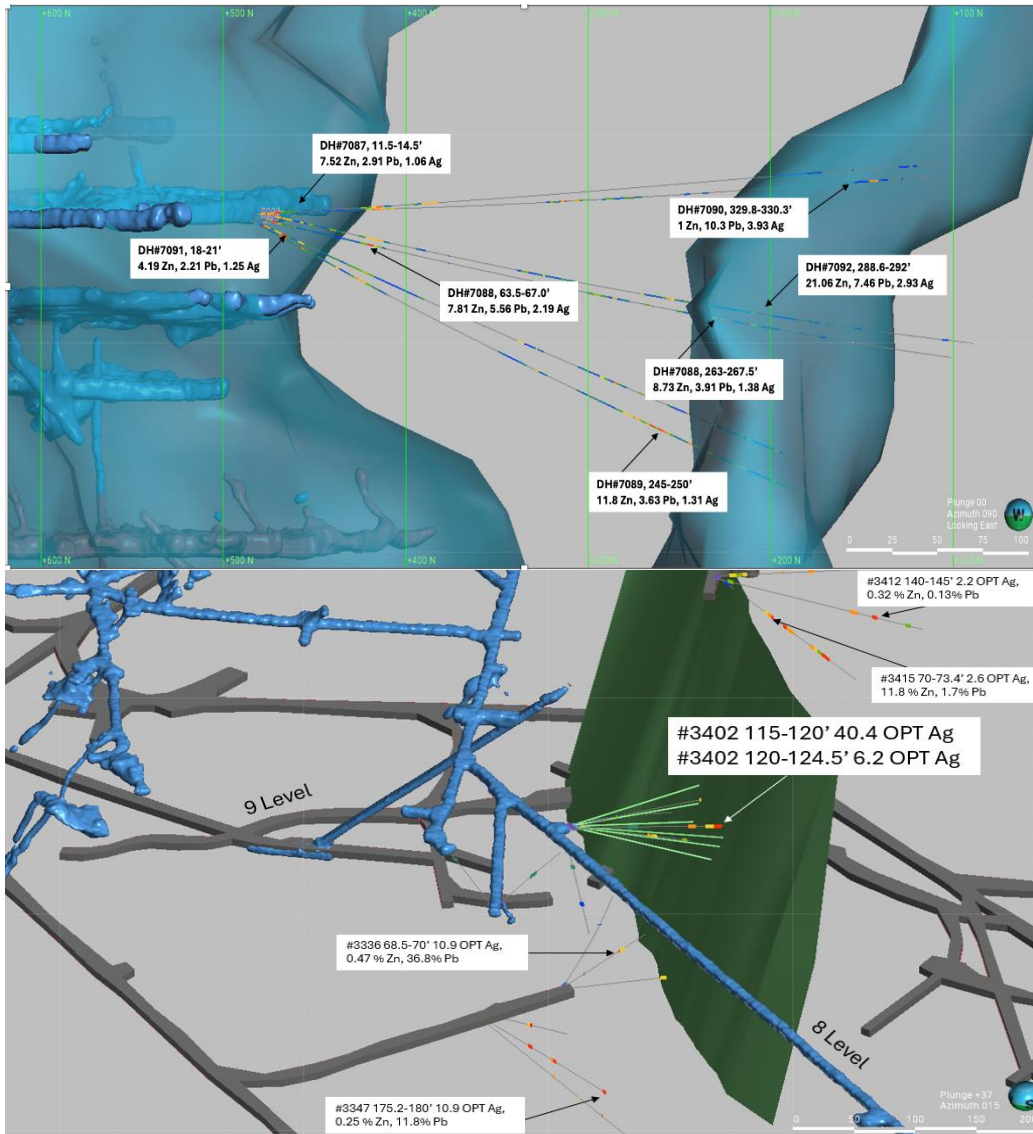 +600 N
+500 N
+400 N
+300 N
+200 N
+100 N
DH#7087, 11.5-14.5’
7.52 Zn, 2.91 Pb, 1.06 Ag
DH#7090, 329.8-330.3’
1 Zn, 10.3 Pb, 3.93 Ag
DH#7091, 18-21’
4.19 Zn, 2.21 Pb, 1.25 Ag
DH#7092, 288.6-292’
21.06 Zn, 7.46 Pb, 2.93 Ag
DH#7088, 63.5-67.0’
7.81 Zn, 5.56 Pb, 2.19 Ag
DH#7088, 263-267.5’
8.73 Zn, 3.91 Pb, 1.38 Ag
DH#7089, 245-250’
11.8 Zn, 3.63 Pb, 1.31 Ag
Plunge 00
Azimuth 090
Looking East
W
0 25 50 75 100
+600 N
+500 N
+400 N
+300 N
+200 N
#3412 140-145’ 2.2 OPT Ag,
0.32 % Zn, 0.13% Pb
#3415 70-73.4’ 2.6 OPT Ag,
11.8 % Zn, 1.7% Pb
#3402 115-120’ 40.4 OPT Ag
#3402 120-124.5’ 6.2 OPT Ag
9 Level
#3336 68.5-70’ 10.9 OPT Ag,
0.47 % Zn, 36.8% Pb
8 Level
#3347 175.2-180’ 10.9 OPT Ag,
0.25 % Zn, 11.8% Pb
Plunge +37
Azimuth 015
0 50 100 150 200